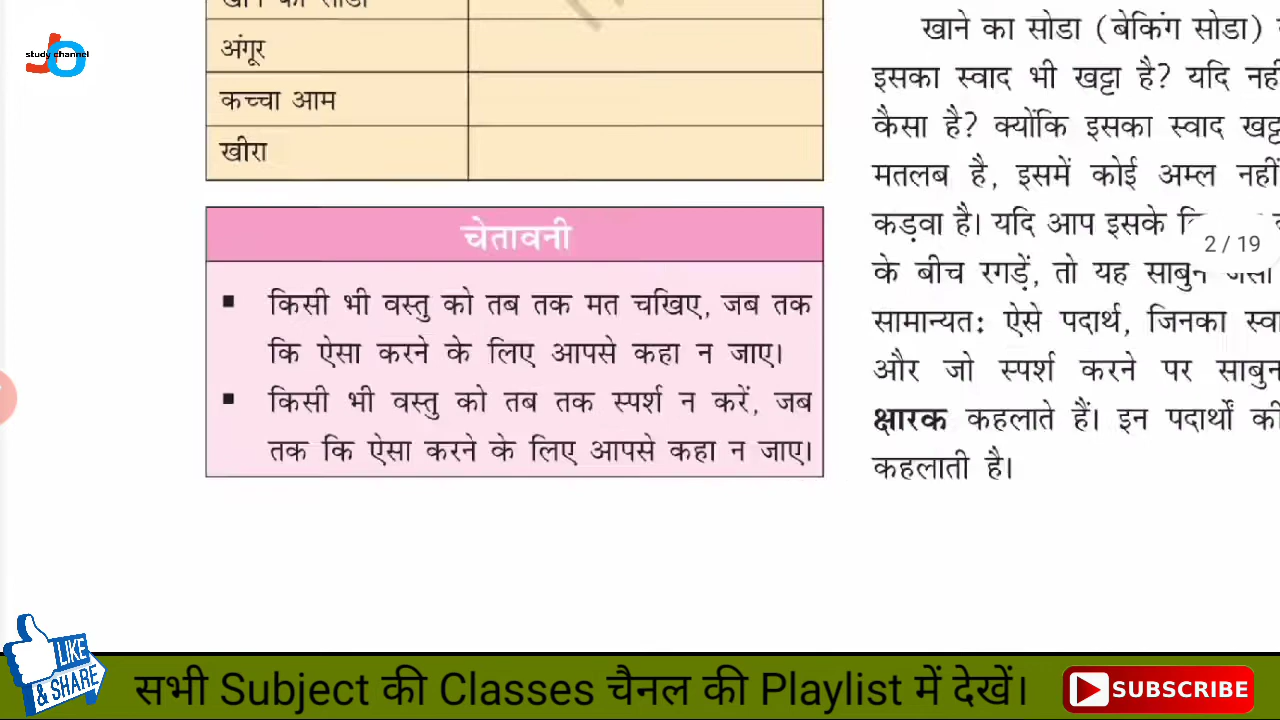 study channel
JO
खाने का सोडा
अंगूर
कच्चा आम
खीरा
चेतावनी
▪ किसी भी वस्तु को तब तक मत चखिए, जब तक
कि ऐसा करने के लिए आपसे कहा न जाए।
▪ किसी भी वस्तु को तब तक स्पर्श न करें, जब
तक कि ऐसा करने के लिए आपसे कहा न जाए।
खाने का सोडा (बेकिंग सोडा)
इसका स्वाद भी खट्टा है? यदि नहीं
कैसा है? क्योंकि इसका स्वाद
मतलब है, इसमें कोई अम्ल नहीं
कड़वा है। यदि आप इसके
2 / 19
के बीच रगड़ें, तो यह साबुन जैसा
सामान्यत: ऐसे पदार्थ, जिनका
और जो स्पर्श करने पर
क्षारक कहलाते हैं। इन पदार्थों की
कहलाती है।
LIKE
& SHARE
सभी Subject की Classes चैनल की Playlist में देखें।
SUBSCRIBE